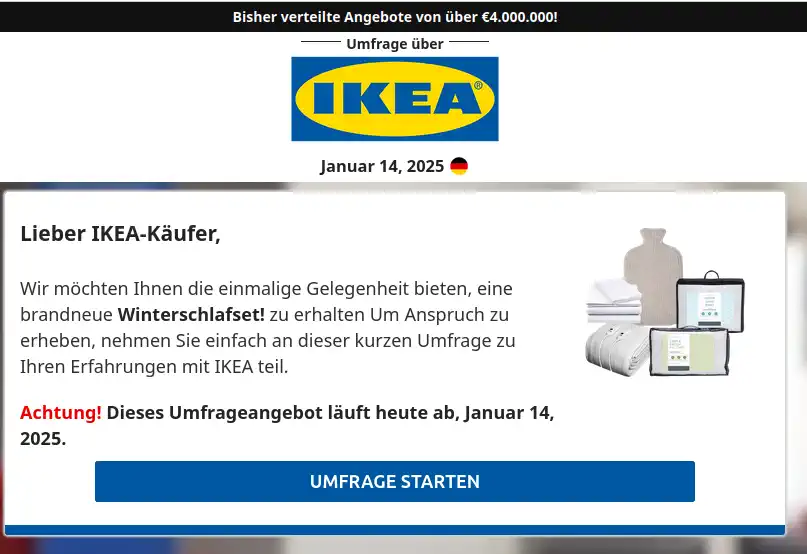 Bisher verteilte Angebote von über €4.000.000!
Umfrage über
IKEA®
Januar 14, 2025
Lieber IKEA-Käufer,
Wir möchten Ihnen die einmalige Gelegenheit bieten, eine
brandneue Winterschlafset! zu erhalten Um Anspruch zu
erheben, nehmen Sie einfach an dieser kurzen Umfrage zu
Ihren Erfahrungen mit IKEA teil.
Achtung! Dieses Umfrageangebot läuft heute ab, Januar 14,
2025.
UMFRAGE STARTEN